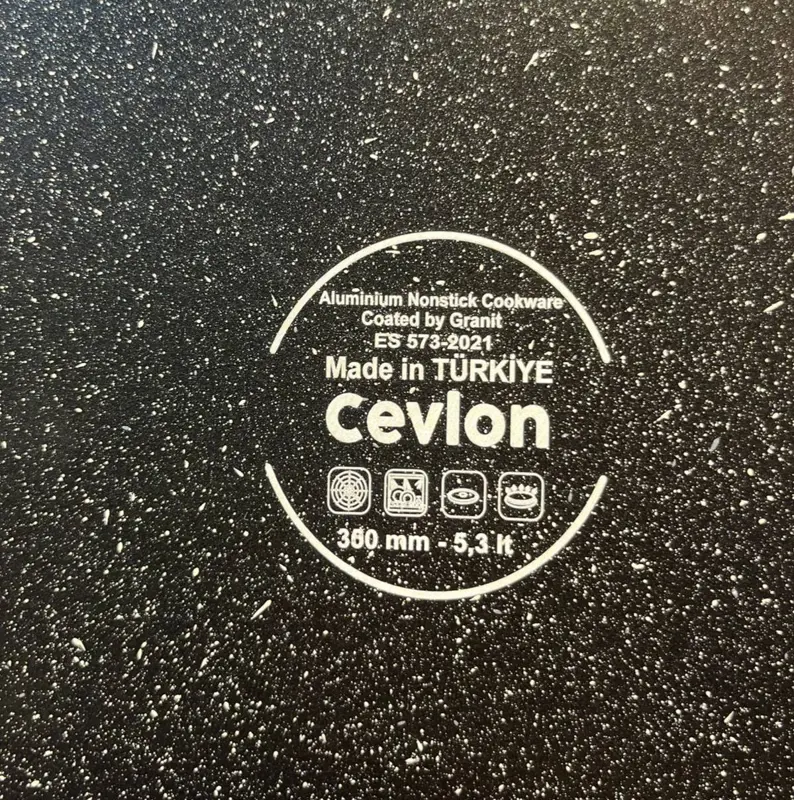 Aluminium Nonstick Cookware
Coated by Granit
ES 573-2021
Made in TÜRKİYE
Cevlon
360 mm - 5,3 lt